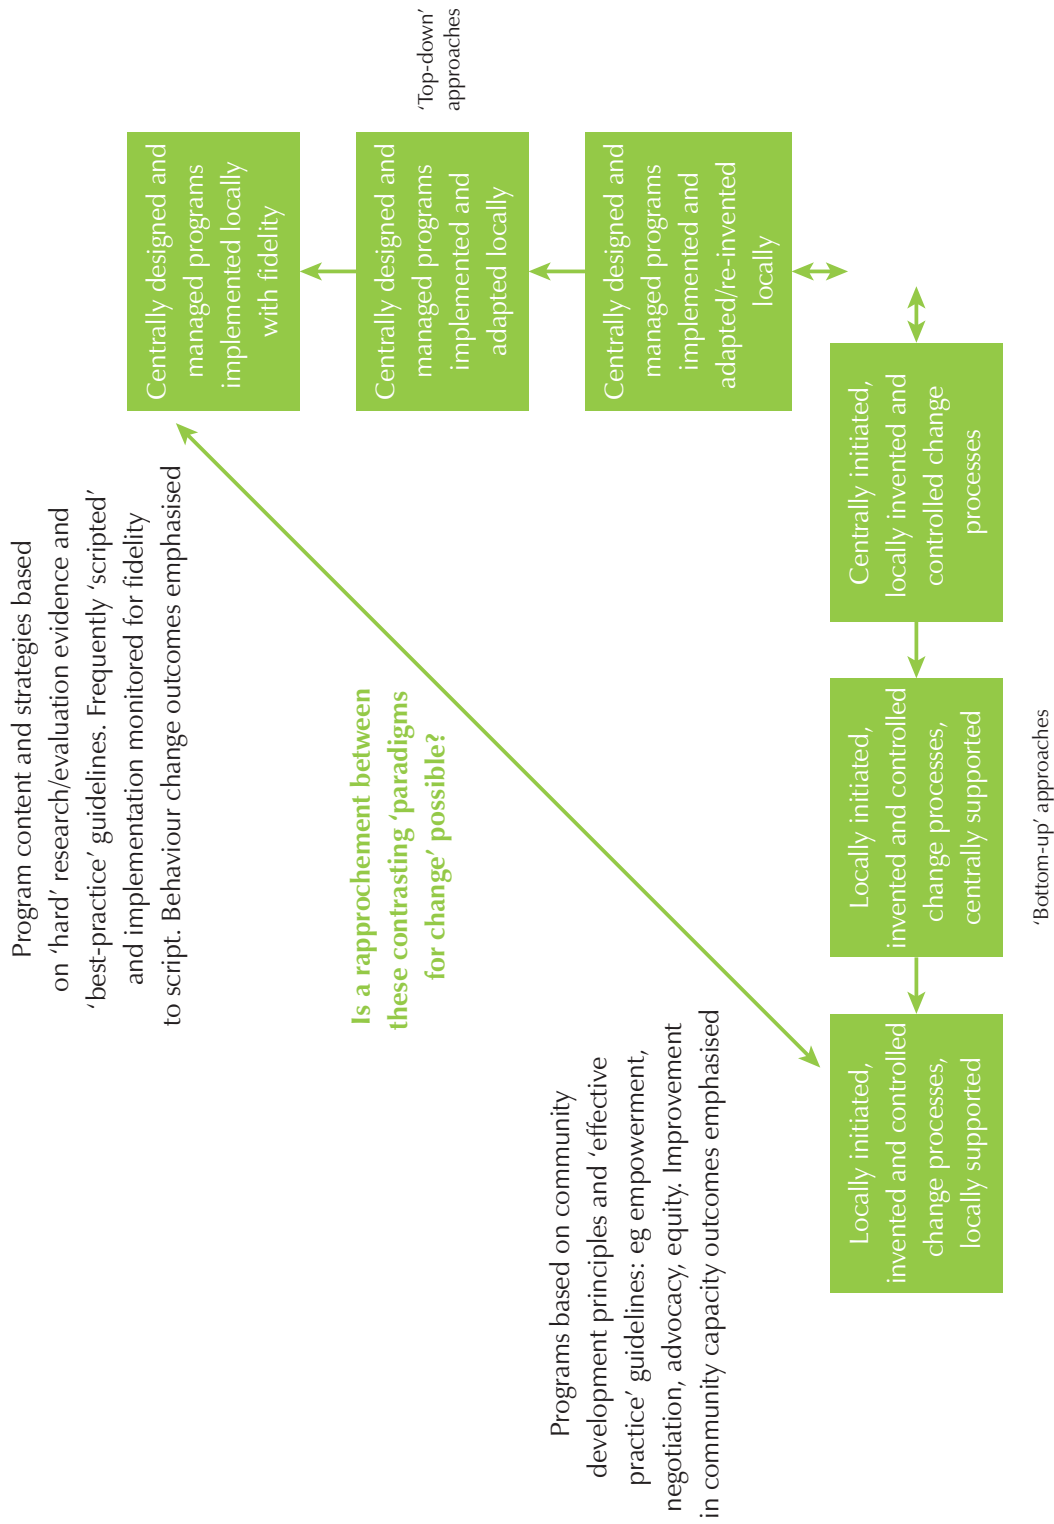 Program content and strategies based
on ‘hard’ research/evaluation evidence and
‘best-practice’ guidelines. Frequently ‘scripted’
and implementation monitored for fidelity
to script. Behaviour change outcomes emphasised
Centrally designed and
managed programs
implemented locally
with fidelity
Is a rapprochement between
these contrasting ‘paradigms
for change’ possible?
Centrally designed and
managed programs
implemented and
adapted locally
‘Top-down’
approaches
Programs based on community
development principles and ‘effective
practice’ guidelines: eg empowerment,
negotiation, advocacy, equity. Improvement
in community capacity outcomes emphasised
Centrally designed and
managed programs
implemented and
adapted/re-invented
locally
Locally initiated,
invented and controlled
change processes,
locally supported
Locally initiated,
invented and controlled
change processes,
centrally supported
Centrally initiated,
locally invented and
controlled change
processes
‘Bottom-up’ approaches